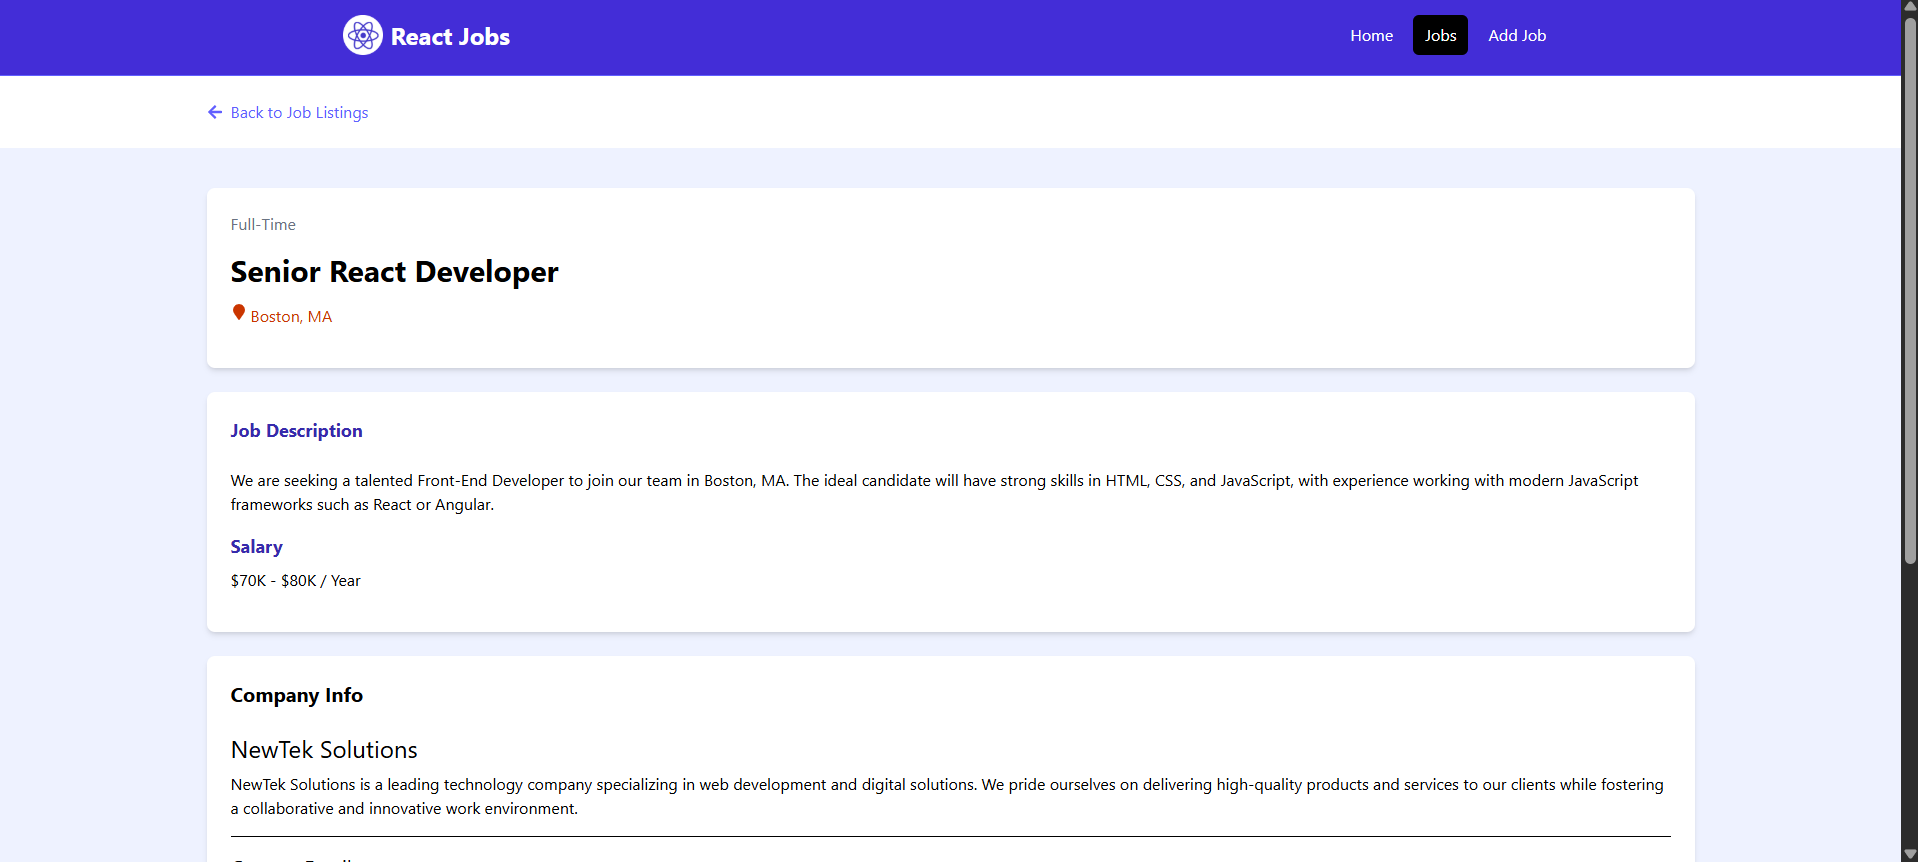 React Jobs
Home
Jobs
Add Job
Back to Job Listings
Full-Time
Senior React Developer
Boston, MA
Job Description
We are seeking a talented Front-End Developer to join our team in Boston, MA. The ideal candidate will have strong skills in HTML, CSS, and JavaScript, with experience working with modern JavaScript
frameworks such as React or Angular.
Salary
$70K - $80K / Year
Company Info
NewTek Solutions
NewTek Solutions is a leading technology company specializing in web development and digital solutions. We pride ourselves on delivering high-quality products and services to our clients while fostering
a collaborative and innovative work environment.